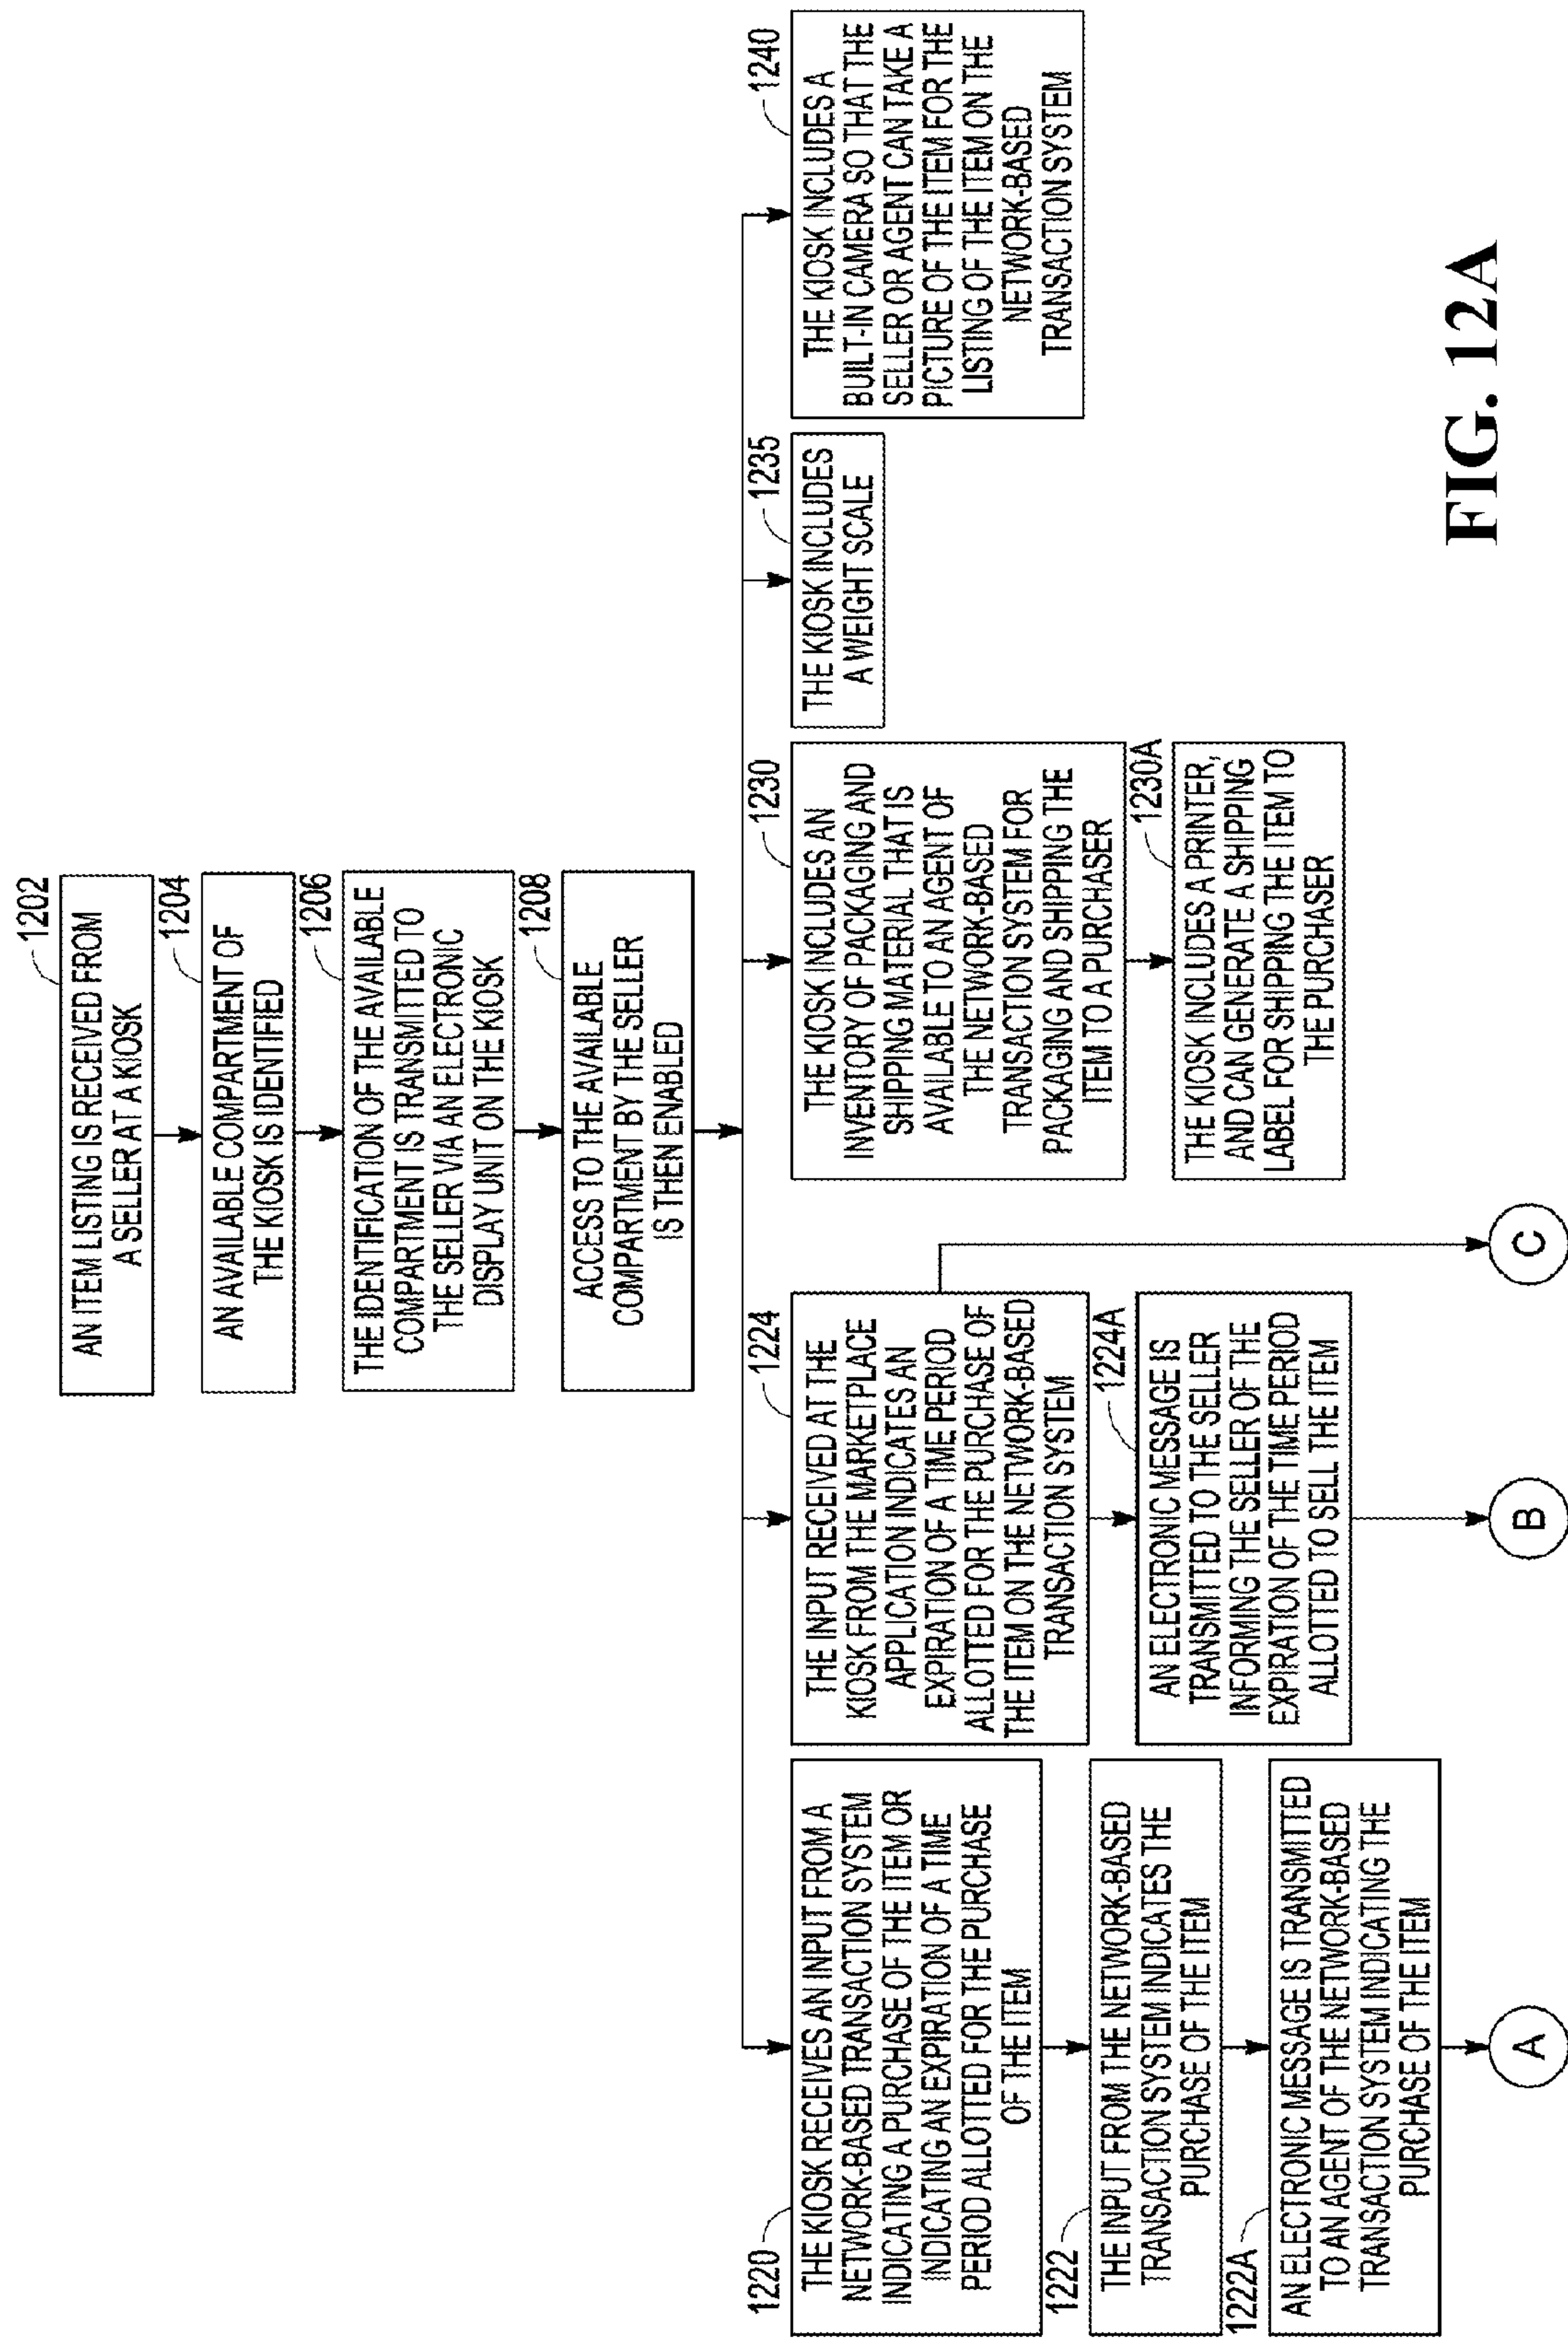 1202
AN ITEM LISTING IS RECEIVED FROM
A SELLER AT A KIOSK
1204
AN AVAILABLE COMPARTMENT OF
THE KIOSK IS IDENTIFIED
1206
THE IDENTIFICATION OF THE AVAILABLE
COMPARTMENT IS TRANSMITTED TO
THE SELLER VIA AN ELECTRONIC
DISPLAY UNIT ON THE KIOSK
1208
ACCESS TO THE AVAILABLE
COMPARTMENT BY THE SELLER
IS THEN ENABLED
1220
THE KIOSK RECEIVES AN INPUT FROM A
NETWORK-BASED TRANSACTION SYSTEM
INDICATING A PURCHASE OF THE ITEM OR
INDICATING AN EXPIRATION OF A TIME
PERIOD ALLOTTED FOR THE PURCHASE
OF THE ITEM
1222
THE INPUT FROM THE NETWORK-BASED
TRANSACTION SYSTEM INDICATES THE
PURCHASE OF THE ITEM
1222A
AN ELECTRONIC MESSAGE IS TRANSMITTED
TO AN AGENT OF THE NETWORK-BASED
TRANSACTION SYSTEM INDICATING THE
PURCHASE OF THE ITEM
A
1224
THE INPUT RECEIVED AT THE
KIOSK FROM THE MARKETPLACE
APPLICATION INDICATES AN
EXPIRATION OF A TIME PERIOD
ALLOTTED FOR THE PURCHASE OF
THE ITEM ON THE NETWORK-BASED
TRANSACTION SYSTEM
1224A
AN ELECTRONIC MESSAGE IS
TRANSMITTED TO THE SELLER
INFORMING THE SELLER OF THE
EXPIRATION OF THE TIME PERIOD
ALLOTTED TO SELL THE ITEM
B
C
1230
THE KIOSK INCLUDES AN
INVENTORY OF PACKAGING AND
SHIPPING MATERIAL THAT IS
AVAILABLE TO AN AGENT OF
THE NETWORK-BASED
TRANSACTION SYSTEM FOR
PACKAGING AND SHIPPING THE
ITEM TO A PURCHASER
1230A
THE KIOSK INCLUDES A PRINTER,
AND CAN GENERATE A SHIPPING
LABEL FOR SHIPPING THE ITEM TO
THE PURCHASER
1235
THE KIOSK INCLUDES
A WEIGHT SCALE
1240
THE KIOSK INCLUDES A
BUILT-IN CAMERA SO THAT THE
SELLER OR AGENT CAN TAKE A
PICTURE OF THE ITEM FOR THE
LISTING OF THE ITEM ON THE
NETWORK-BASED
TRANSACTION SYSTEM
FIG. 12A